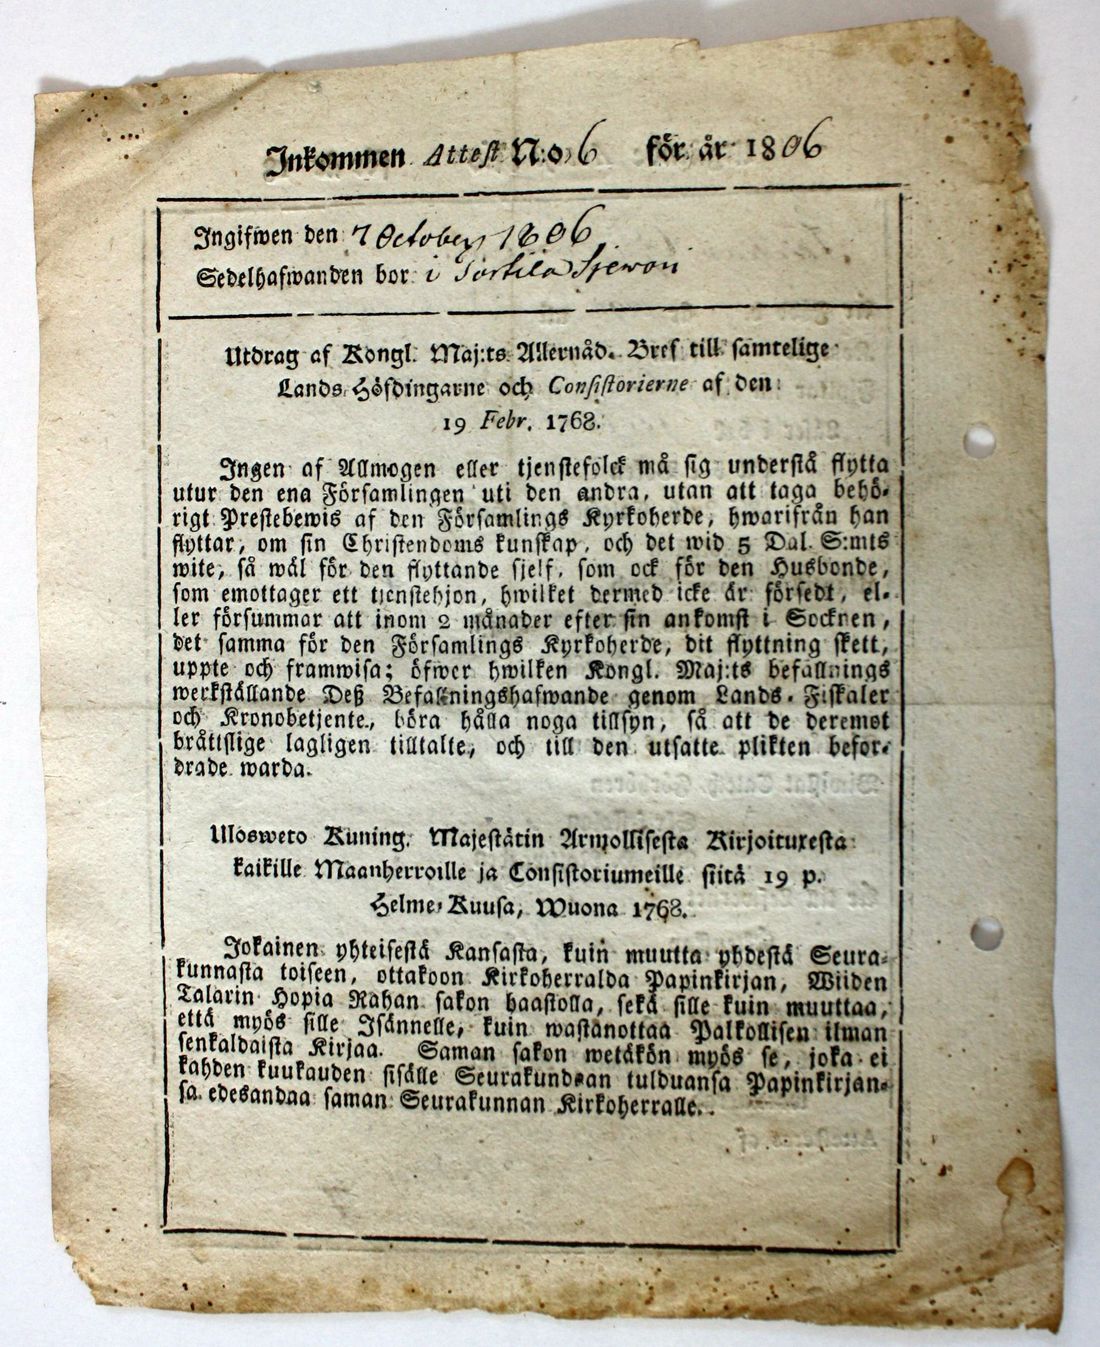 Inkommen Attest N:o 6 för år 1806
Ingifwen den 7 October 1806
Sedelhafwanden bor i
Utdrag af Kongl. Maj:ts Allernåd. Bref till samtelige
Lands-Höfdingarne och Consistorierne af den
19 Febr. 1768.
Ingen af Allmogen eller tjenstefolck må sig understå flytta
utur den ena Församlingen uti den andra, utan att taga behö-
rigt Prestebewis af den Församlings Kyrkoherde, hwarifrån han
flyttar, om sin Christendoms kunskap, och det wid 5 Dal. S:mts
wite, så wäl för den flyttande sjelf, som ock för den Husbonde,
som emottager ett tjenstehjon, hwilket dermed icke är försedt, el-
ler försummar att inom 2 månader efter sin ankomst i Socknen,
det samma för den Församlings Kyrkoherde, dit flyttning skett,
uppte och framwisa; öfwer hwilken Kongl. Maj:ts befallnings
werkställande Deß Befallningshafwande genom Lands-Fiskaler
och Kronobetjente, böra hålla noga tillsyn, så att de deremot
bråttslige lagligen tilltalte, och till den utsatte plikten befor-
drade warda.
Ulosweto Kuning. Majestätin Armollisesta Kirjoituxesta
kaikille Maanherroille ja Consistoriumeille siitä 19 p.
Helme-Kuusa, Wuona 1768.
Jokainen yhteisestä Kansasta, kuin muutta yhdestä Seura-
kunnasta toiseen, ottakoon Kirkoherralda Papinkirjan, Wiiden
Talarin Hopia Rahan sakon haastolla, sekä sille kuin muuttaa,
että myös sille Isännelle, kuin wastanottaa Palkollisen ilman
senkaldaista Kirjaa. Saman sakon wetäkön myös se, joka ei
kahden kuukauden sisälle Seurakundaan tulduansa Papinkirjan-
sa edesandaa saman Seurakunnan Kirkoherralle.